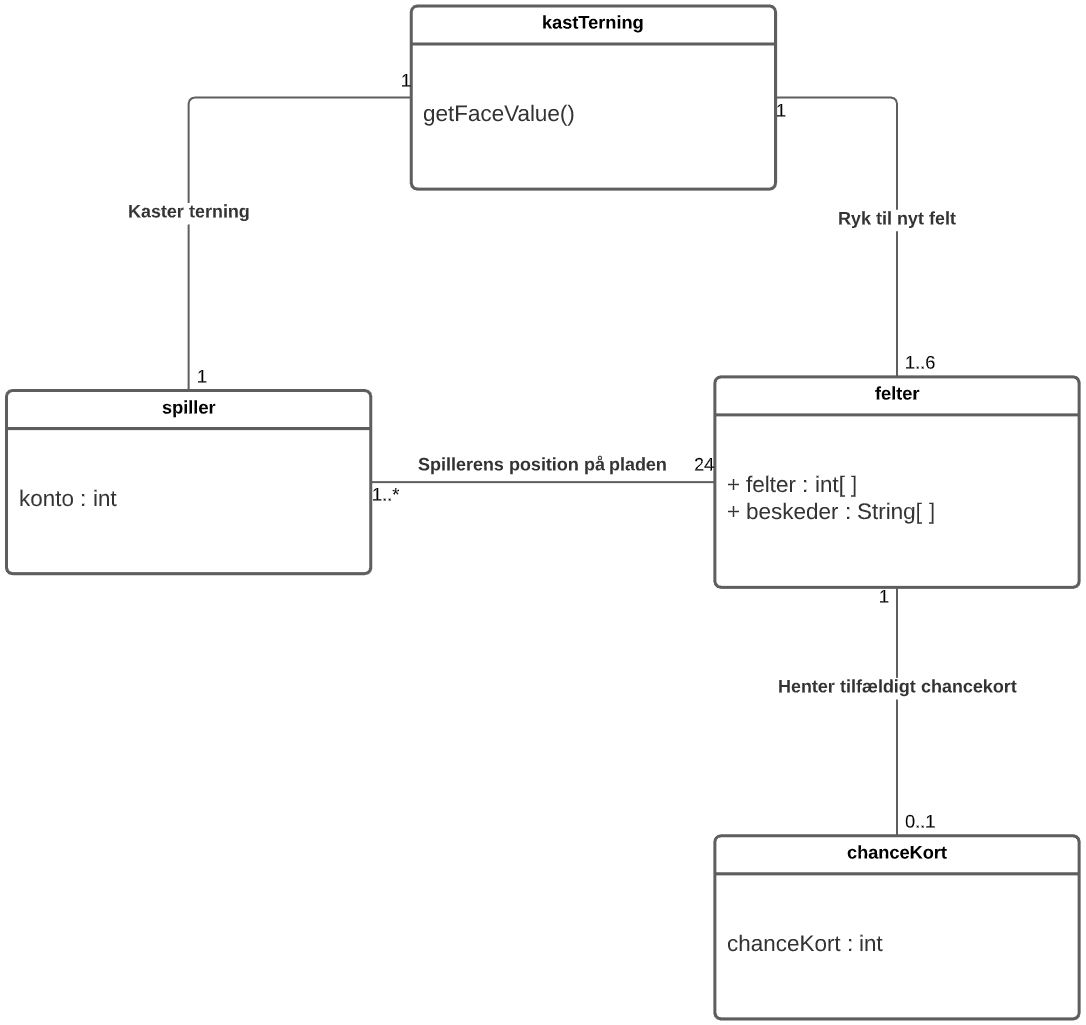 kastTerning
getFaceValue()
1
1
Kaster terning
Ryk til nyt felt
1
1..6
spiller
konto : int
felter
+ felter : int[ ]
+ beskeder : String[ ]
Spillerens position på pladen
24
1..*
1
Henter tilfældigt chancekort
0..1
chanceKort
chanceKort : int